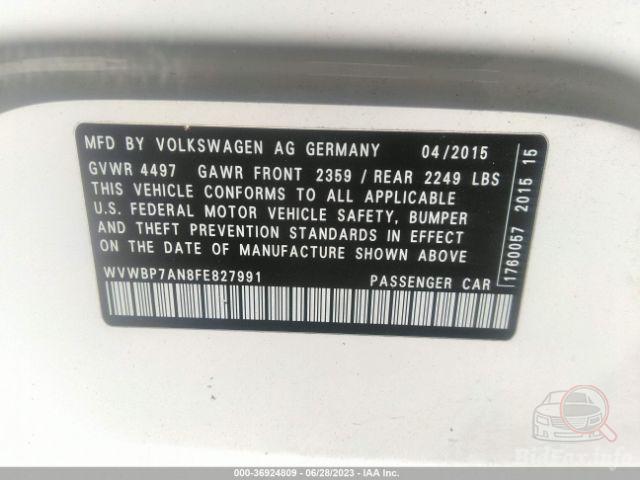 MFD BY VOLKSWAGEN AG GERMANY 04/2015
GVWR 4497 GAWR FRONT 2359 / REAR 2249 LBS
THIS VEHICLE CONFORMS TO ALL APPLICABLE
U.S. FEDERAL MOTOR VEHICLE SAFETY, BUMPER
AND THEFT PREVENTION STANDARDS IN EFFECT
ON THE DATE OF MANUFACTURE SHOWN ABOVE
WVWBP7AN8FE827991 PASSENGER CAR
1760057 2015 15
BidFax.info
000-36924809 - 06/28/2023 - IAA Inc.